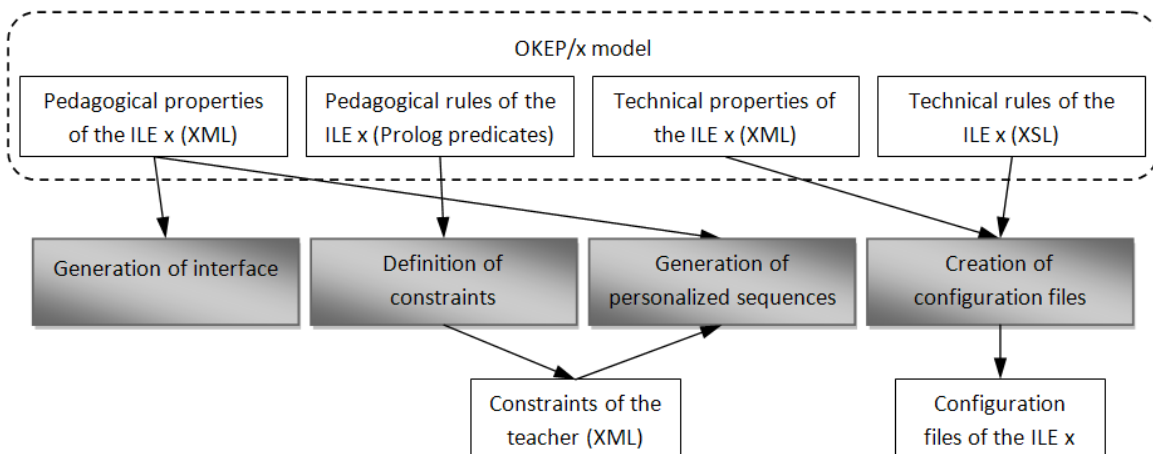 OKEP/x model
Pedagogical properties
of the ILE x (XML)
Pedagogical rules of the
ILE x (Prolog predicates)
Technical properties of
the ILE x (XML)
Technical rules of the
ILE x (XSL)
Generation of interface
Definition of
constraints
Generation of
personalized sequences
Creation of
configuration files
Constraints of the
teacher (XML)
Configuration
files of the ILE x